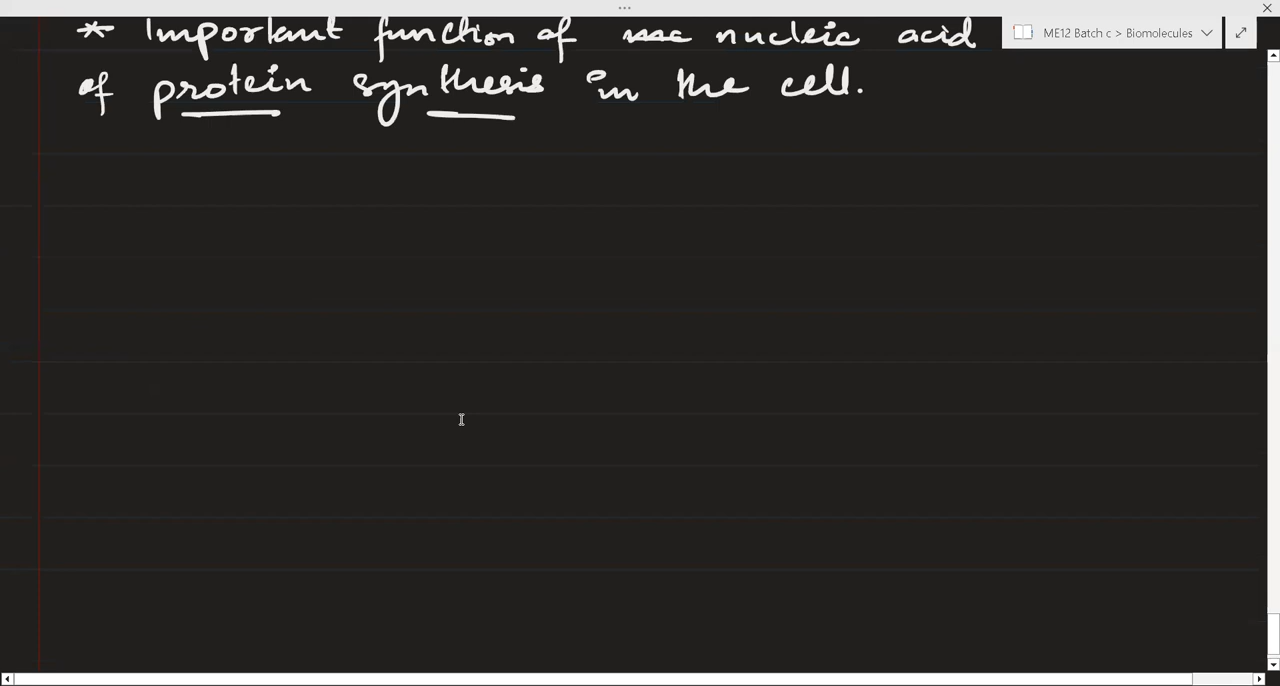 * Important function of nucleic acid
ME12 Batch c > Biomolecules
of protein synthesis in the cell.